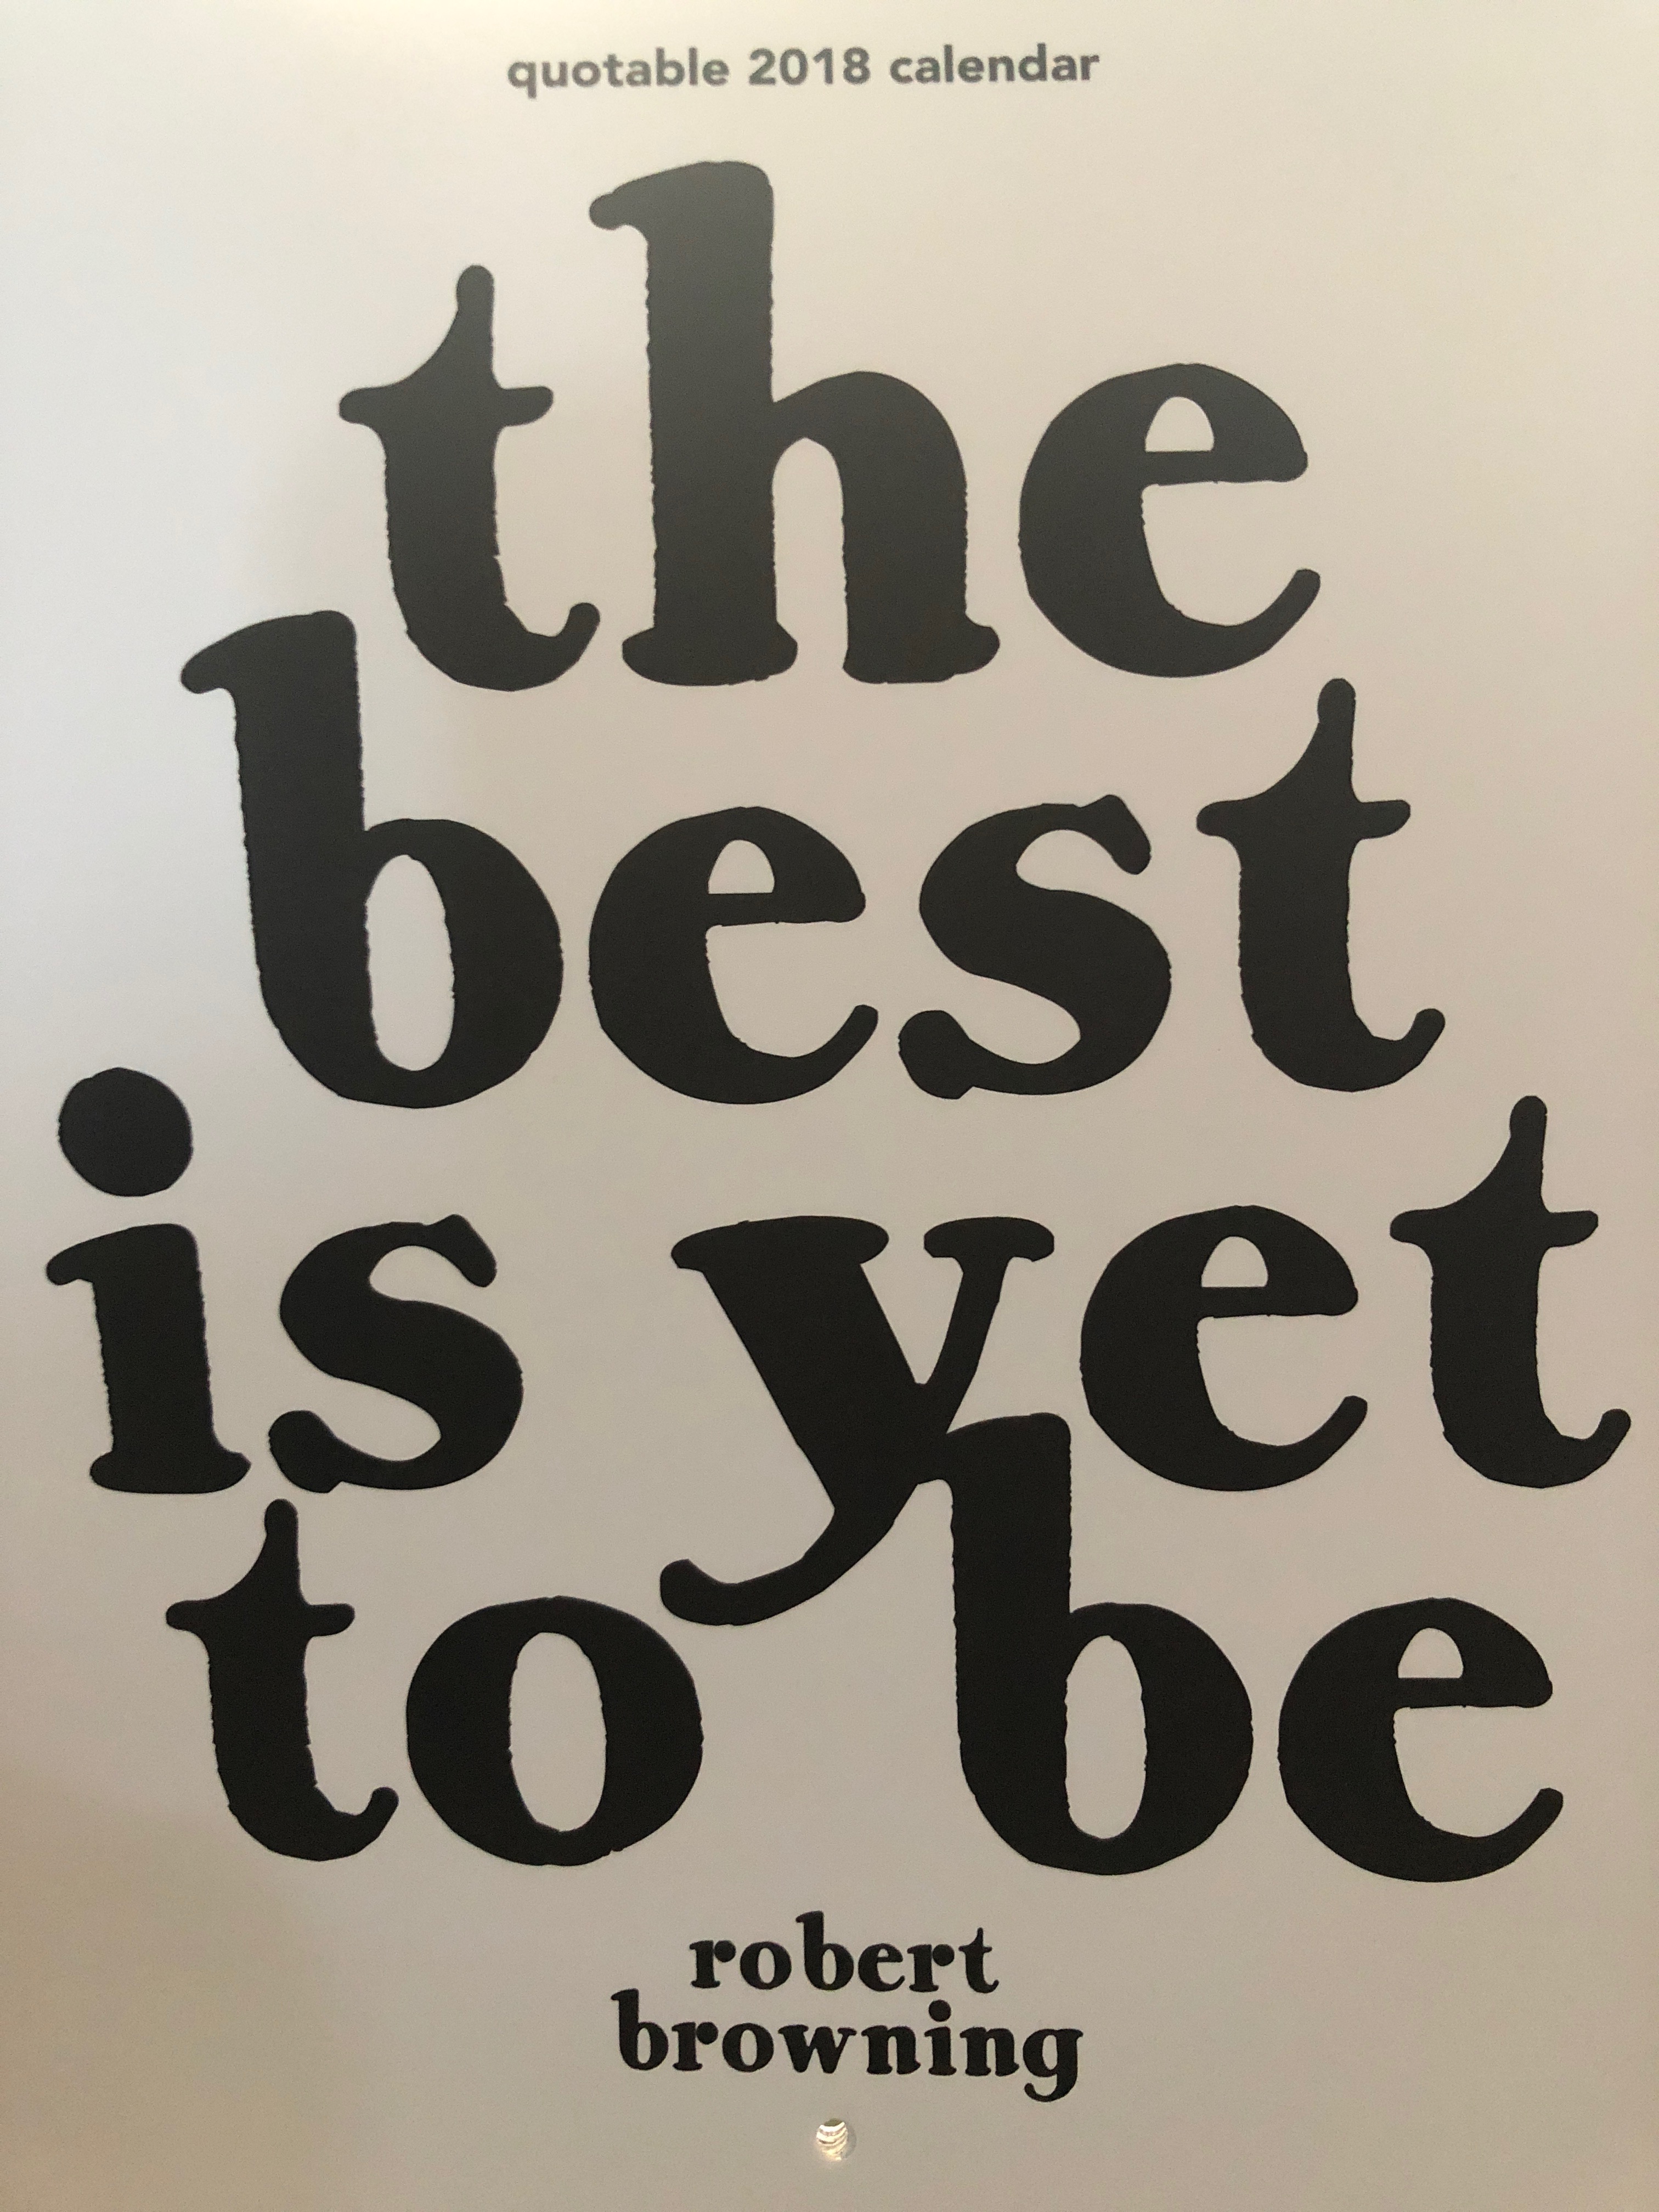 quotable 2018 calendar
the
best
is yet
to be
robert
browning